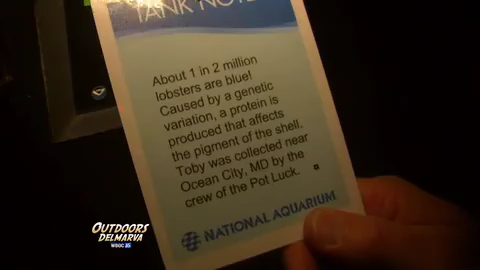 TANK NOTE
About 1 in 2 million
lobsters are blue!
Caused by a genetic
variation, a protein is
produced that affects
the pigment of the shell.
Toby was collected near
Ocean City, MD by the
crew of the Pot Luck.
NATIONAL AQUARIUM
OUTDOORS
DELMARVA
WBOC